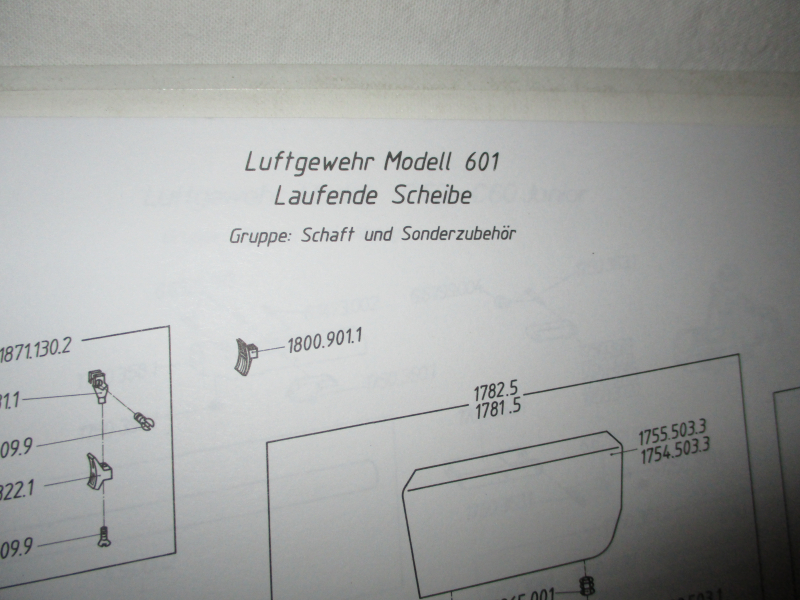 Luftgewehr Modell 601
Laufende Scheibe
Gruppe: Schaft und Sonderzubehör
1871.130.2
1800.901.1
1782.5
1781.5
1755.503.3
1754.503.3